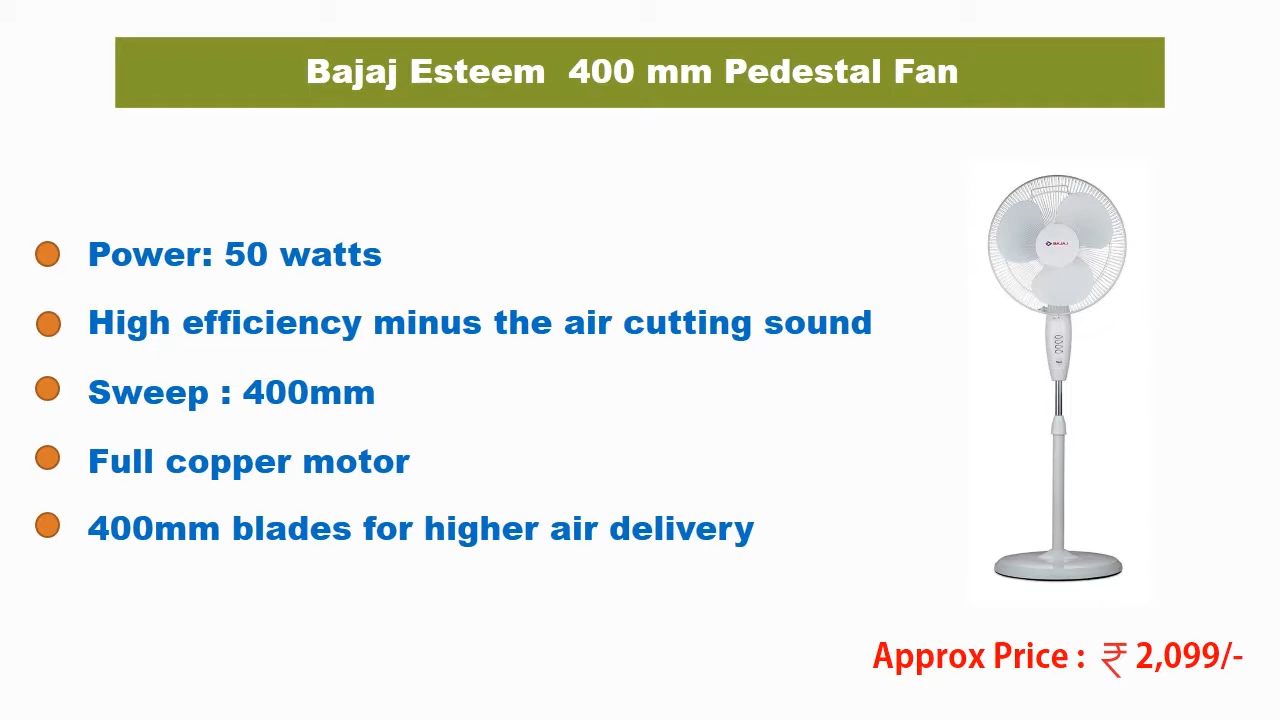 Bajaj Esteem 400 mm Pedestal Fan
Power: 50 watts
High efficiency minus the air cutting sound
Sweep : 400mm
Full copper motor
400mm blades for higher air delivery
BAJAJ
Approx Price : ₹ 2,099/-